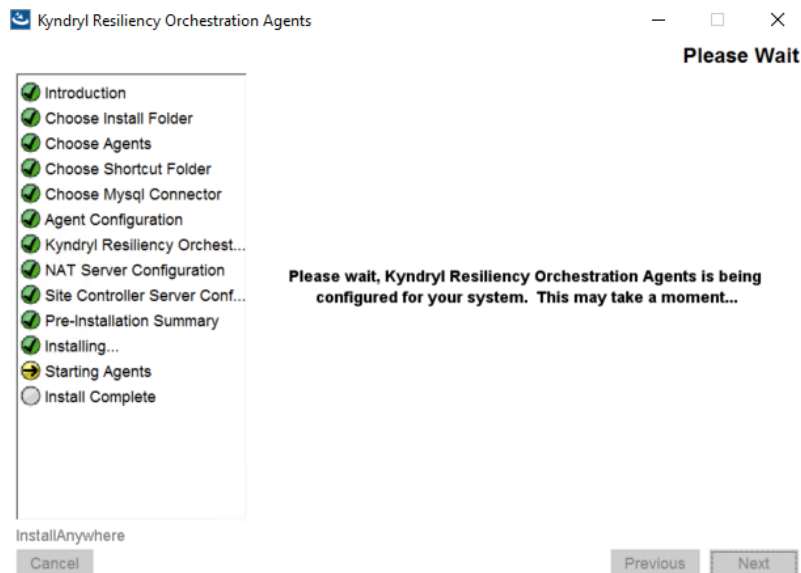 Kyndryl Resiliency Orchestration Agents
Please Wait
Introduction
Choose Install Folder
Choose Agents
Choose Shortcut Folder
Choose Mysql Connector
Agent Configuration
Kyndryl Resiliency Orchest...
NAT Server Configuration
Site Controller Server Conf...
Pre-Installation Summary
Installing...
Starting Agents
Install Complete
Please wait, Kyndryl Resiliency Orchestration Agents is being
configured for your system. This may take a moment...
InstallAnywhere
Cancel
Previous
Next